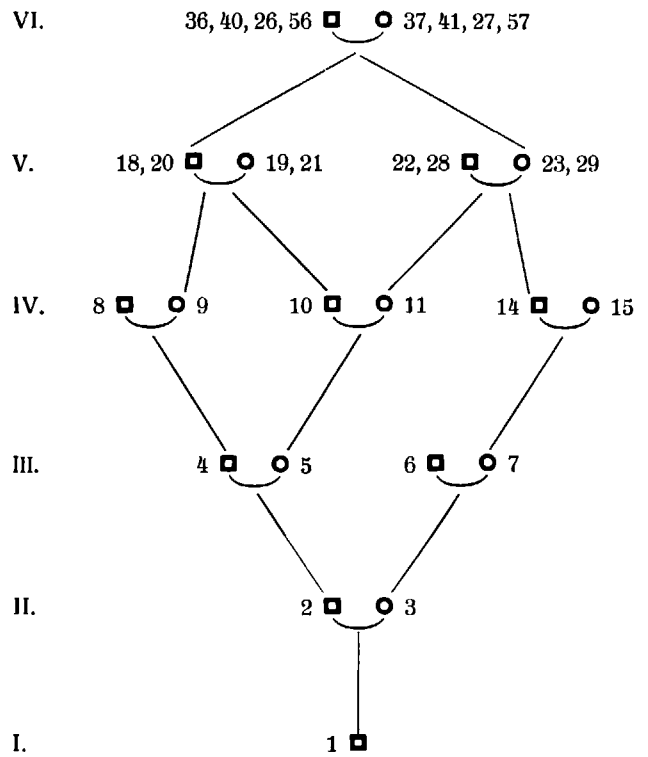 VI. 36, 40, 26, 56 37, 41, 27, 57
V. 18, 20 19, 21 22, 28 23, 29
IV. 8 9 10 11 14 15
III. 4 5 6 7
II. 2 3
I. 1